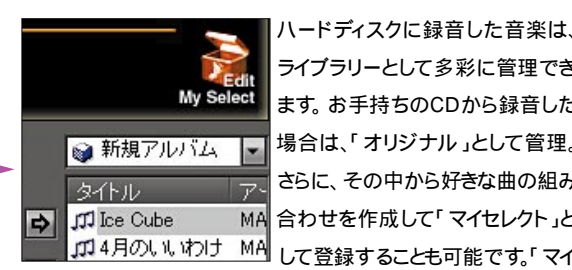 Edit
My Select
新規アルバム
タイトル アー
Ice Cube MA
4月のいいわけ MA
ハードディスクに録音した音楽は、
ライブラリーとして多彩に管理でき
ます。お手持ちのCDから録音した
場合は、「オリジナル」として管理。
さらに、その中から好きな曲の組み
合わせを作成して「マイセレクト」と
して登録することも可能です。「マイ